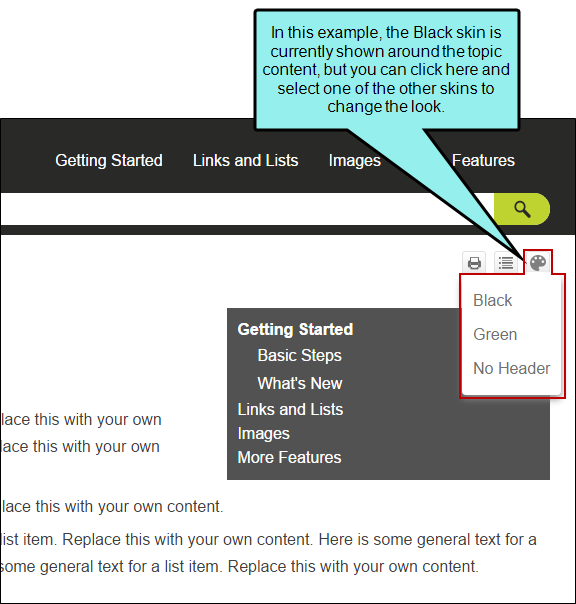 In this example, the Black skin is
currently shown around the topic
content, but you can click here and
select one of the other skins to
change the look.
Getting Started Links and Lists Images Features
Black
Green
No Header
Getting Started
Basic Steps
What's New
Links and Lists
Images
More Features
lace this with your own
lace this with your own
lace this with your own content.
list item. Replace this with your own content. Here is some general text for a
some general text for a list item. Replace this with your own content.